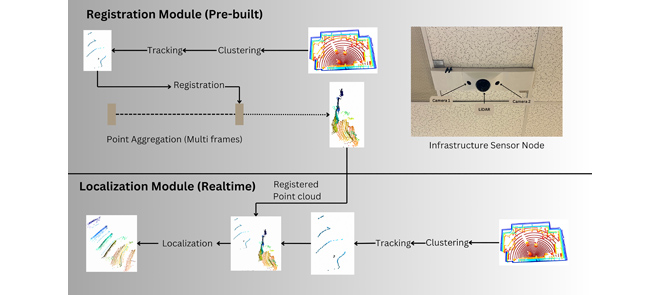 Registration Module (Pre-built)
Tracking
Clustering
Registration
Point Aggregation (Multi frames)
Camera 1
LiDAR
Camera 2
Infrastructure Sensor Node
Localization Module (Realtime)
Registered
Point cloud
Localization
Tracking
Clustering